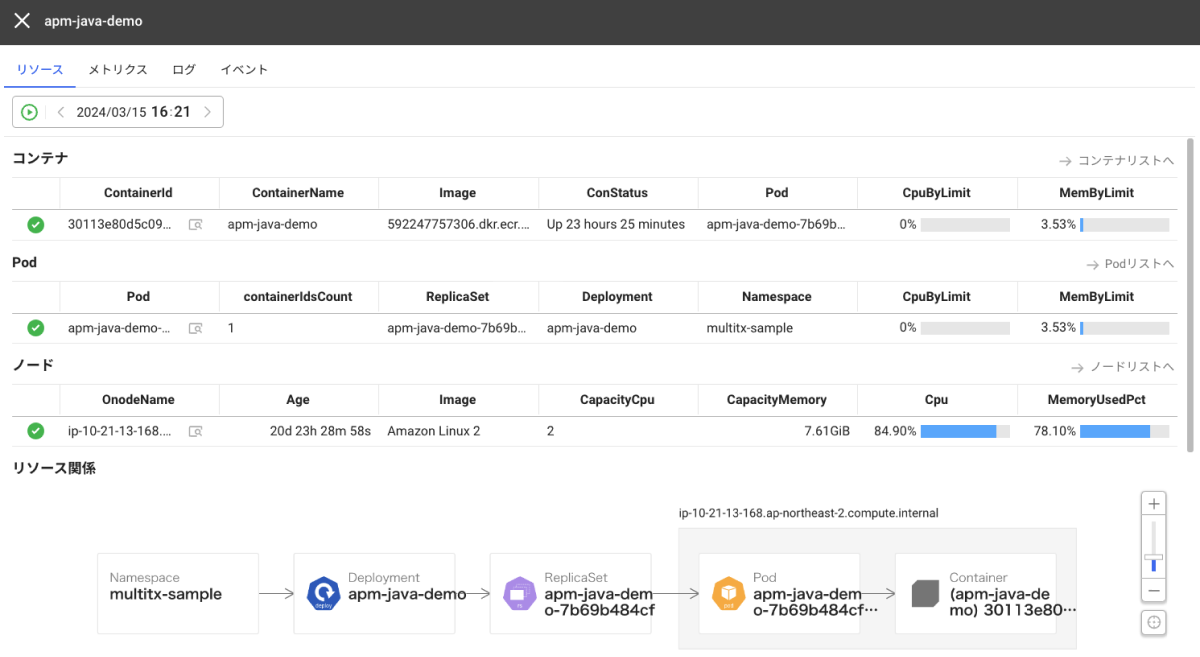 apm-java-demo
リソース メトリクス ログ イベント
2024/03/15 16:21
コンテナ → コンテナリストへ
ContainerId ContainerName Image ConStatus Pod CpuByLimit MemByLimit
30113e80d5c09... apm-java-demo 592247757306.dkr.ecr.... Up 23 hours 25 minutes apm-java-demo-7b69b... 0% 3.53%
Pod → Podリストへ
Pod containerIdsCount ReplicaSet Deployment Namespace CpuByLimit MemByLimit
apm-java-demo-... 1 apm-java-demo-7b69b... apm-java-demo multitx-sample 0% 3.53%
ノード → ノードリストへ
OnodeName Age Image CapacityCpu CapacityMemory Cpu MemoryUsedPct
ip-10-21-13-168.... 20d 23h 28m 58s Amazon Linux 2 2 7.61GiB 84.90% 78.10%
リソース関係
ip-10-21-13-168.ap-northeast-2.compute.internal
Namespace
multitx-sample
deploy
Deployment
apm-java-demo
rs
ReplicaSet
apm-java-dem
o-7b69b484cf
pod
Pod
apm-java-dem
o-7b69b484cf…
Container
(apm-java-de
mo) 30113e80…